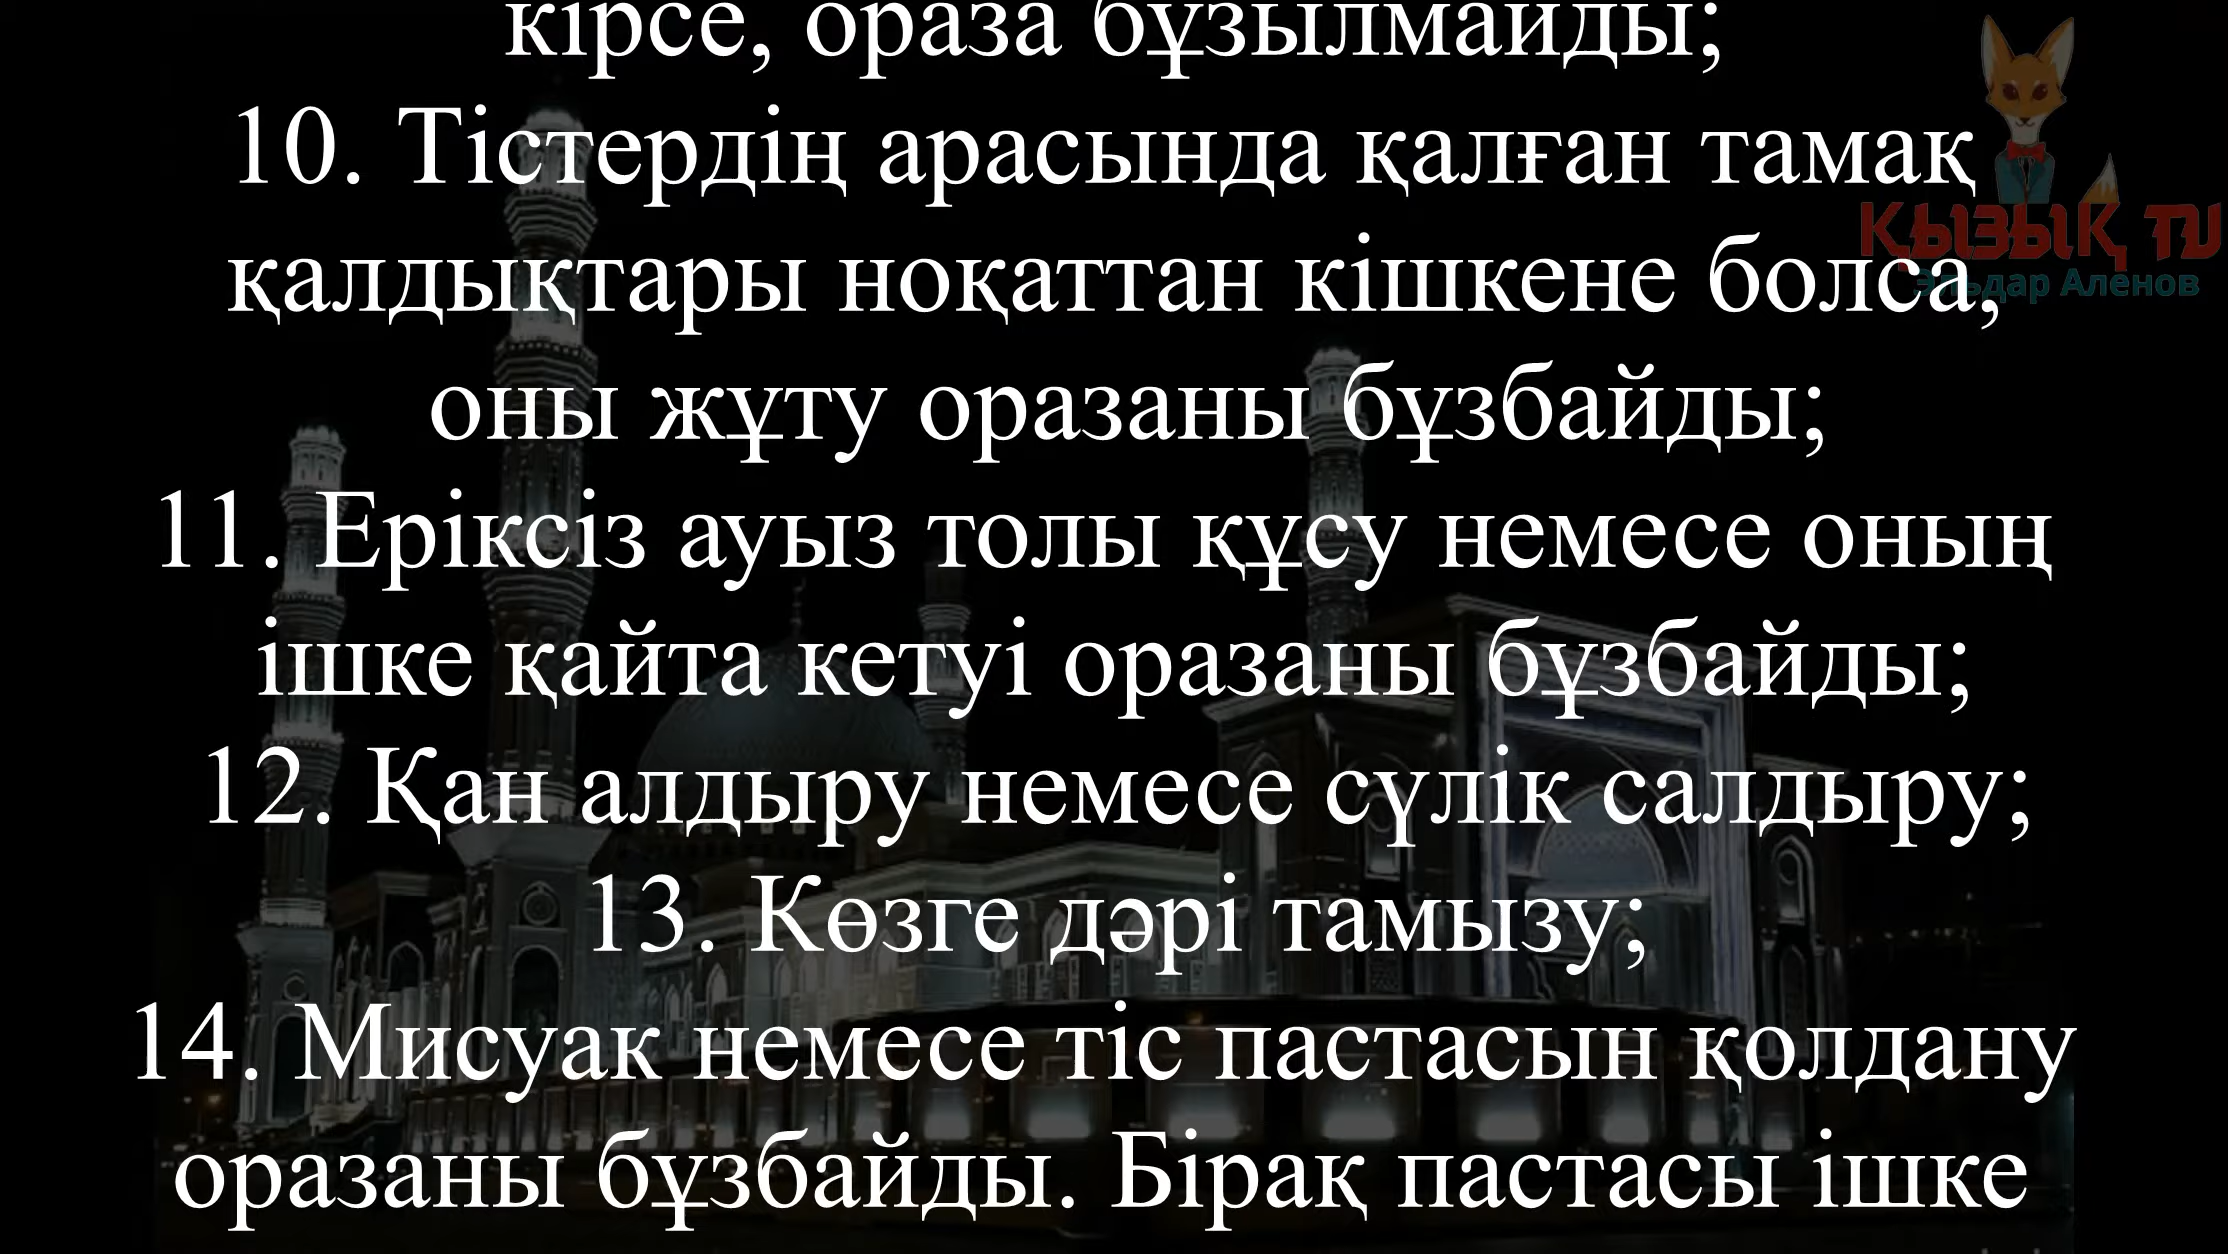 кірсе, ораза бұзылмайды;
10. Тістердің арасында қалған тамақ
қалдықтары ноқаттан кішкене болса,
оны жұту оразаны бұзбайды;
11. Еріксіз ауыз толы құсу немесе оның
ішке қайта кетуі оразаны бұзбайды;
12. Қан алдыру немесе сүлік салдыру;
13. Көзге дәрі тамызу;
14. Мисуак немесе тіс пастасын қолдану
оразаны бұзбайды. Бірақ пастасы ішке
ҚЫЗЫҚ TV
Эльдар Аленов